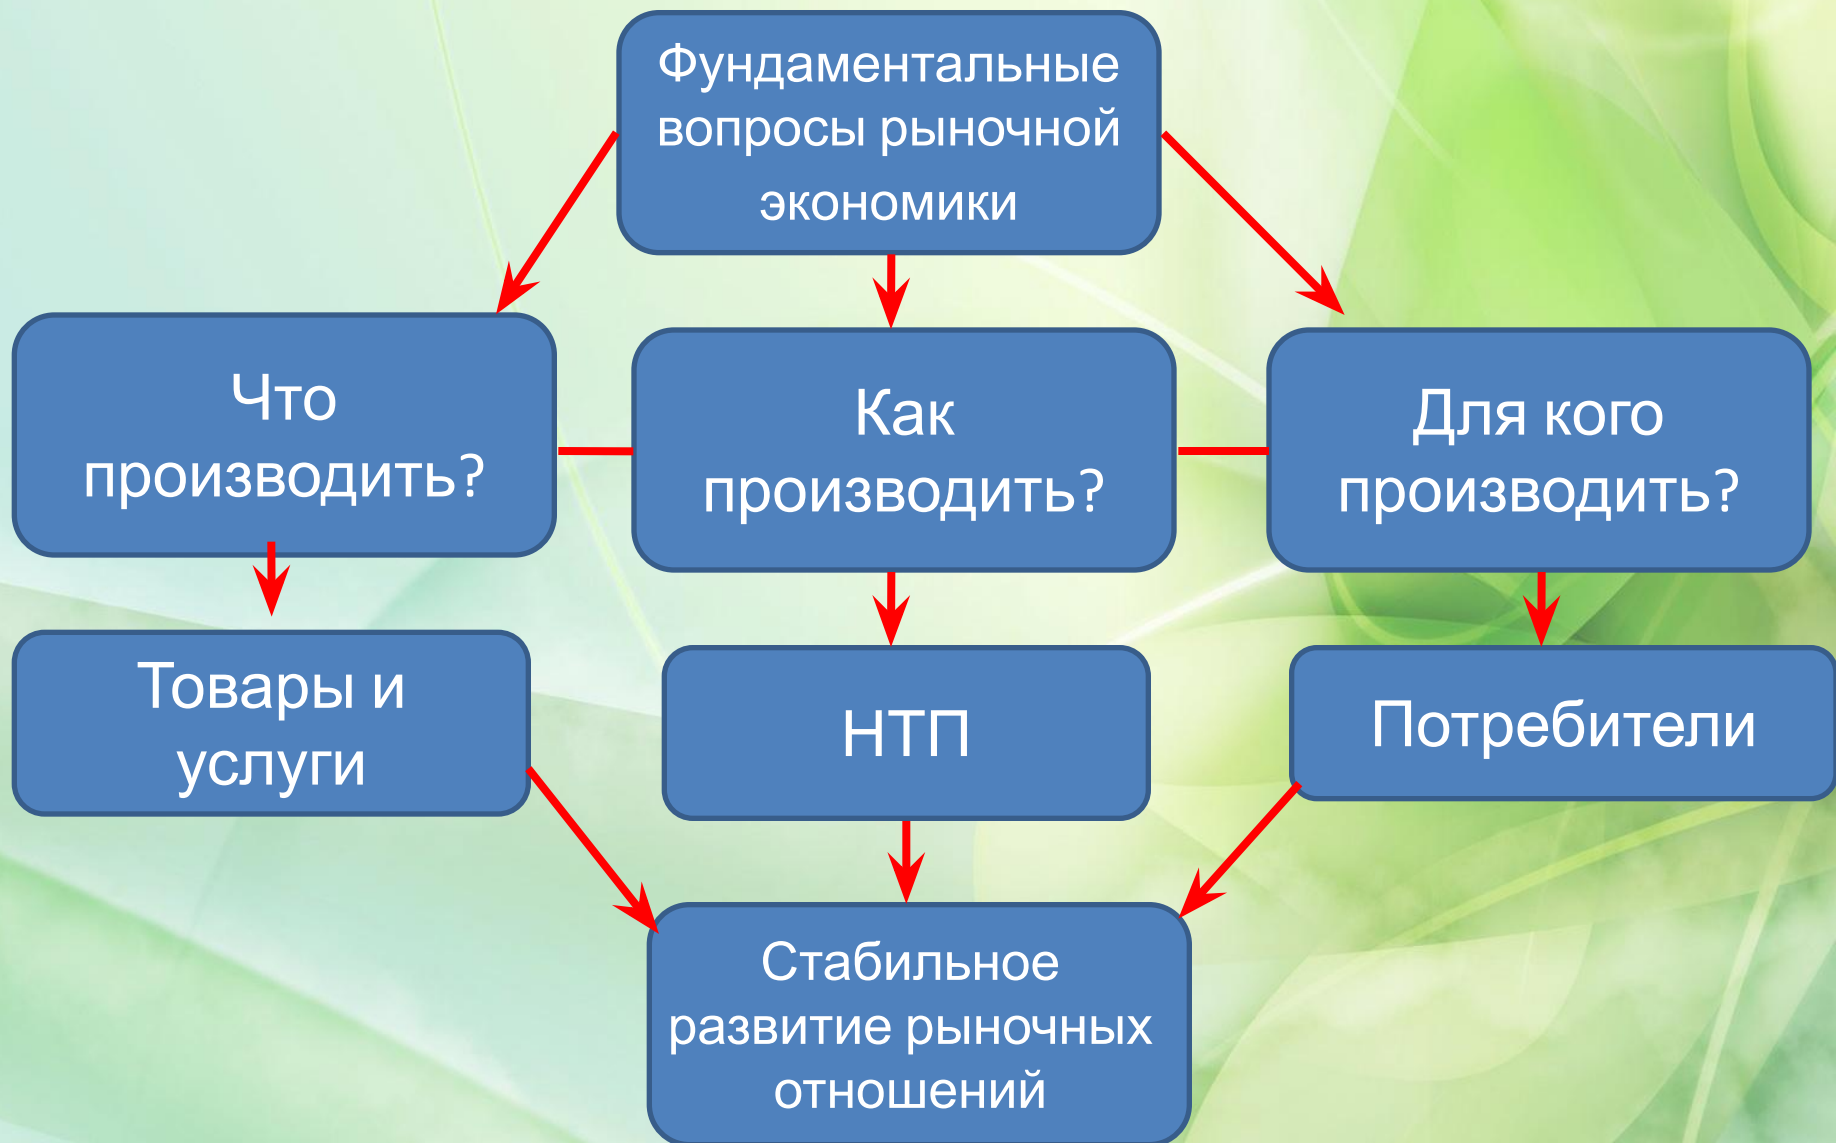 Фундаментальные
вопросы рыночной
экономики
Что
производить?
Как
производить?
Для кого
производить?
Товары и
услуги
НТП
Потребители
Стабильное
развитие рыночных
отношений